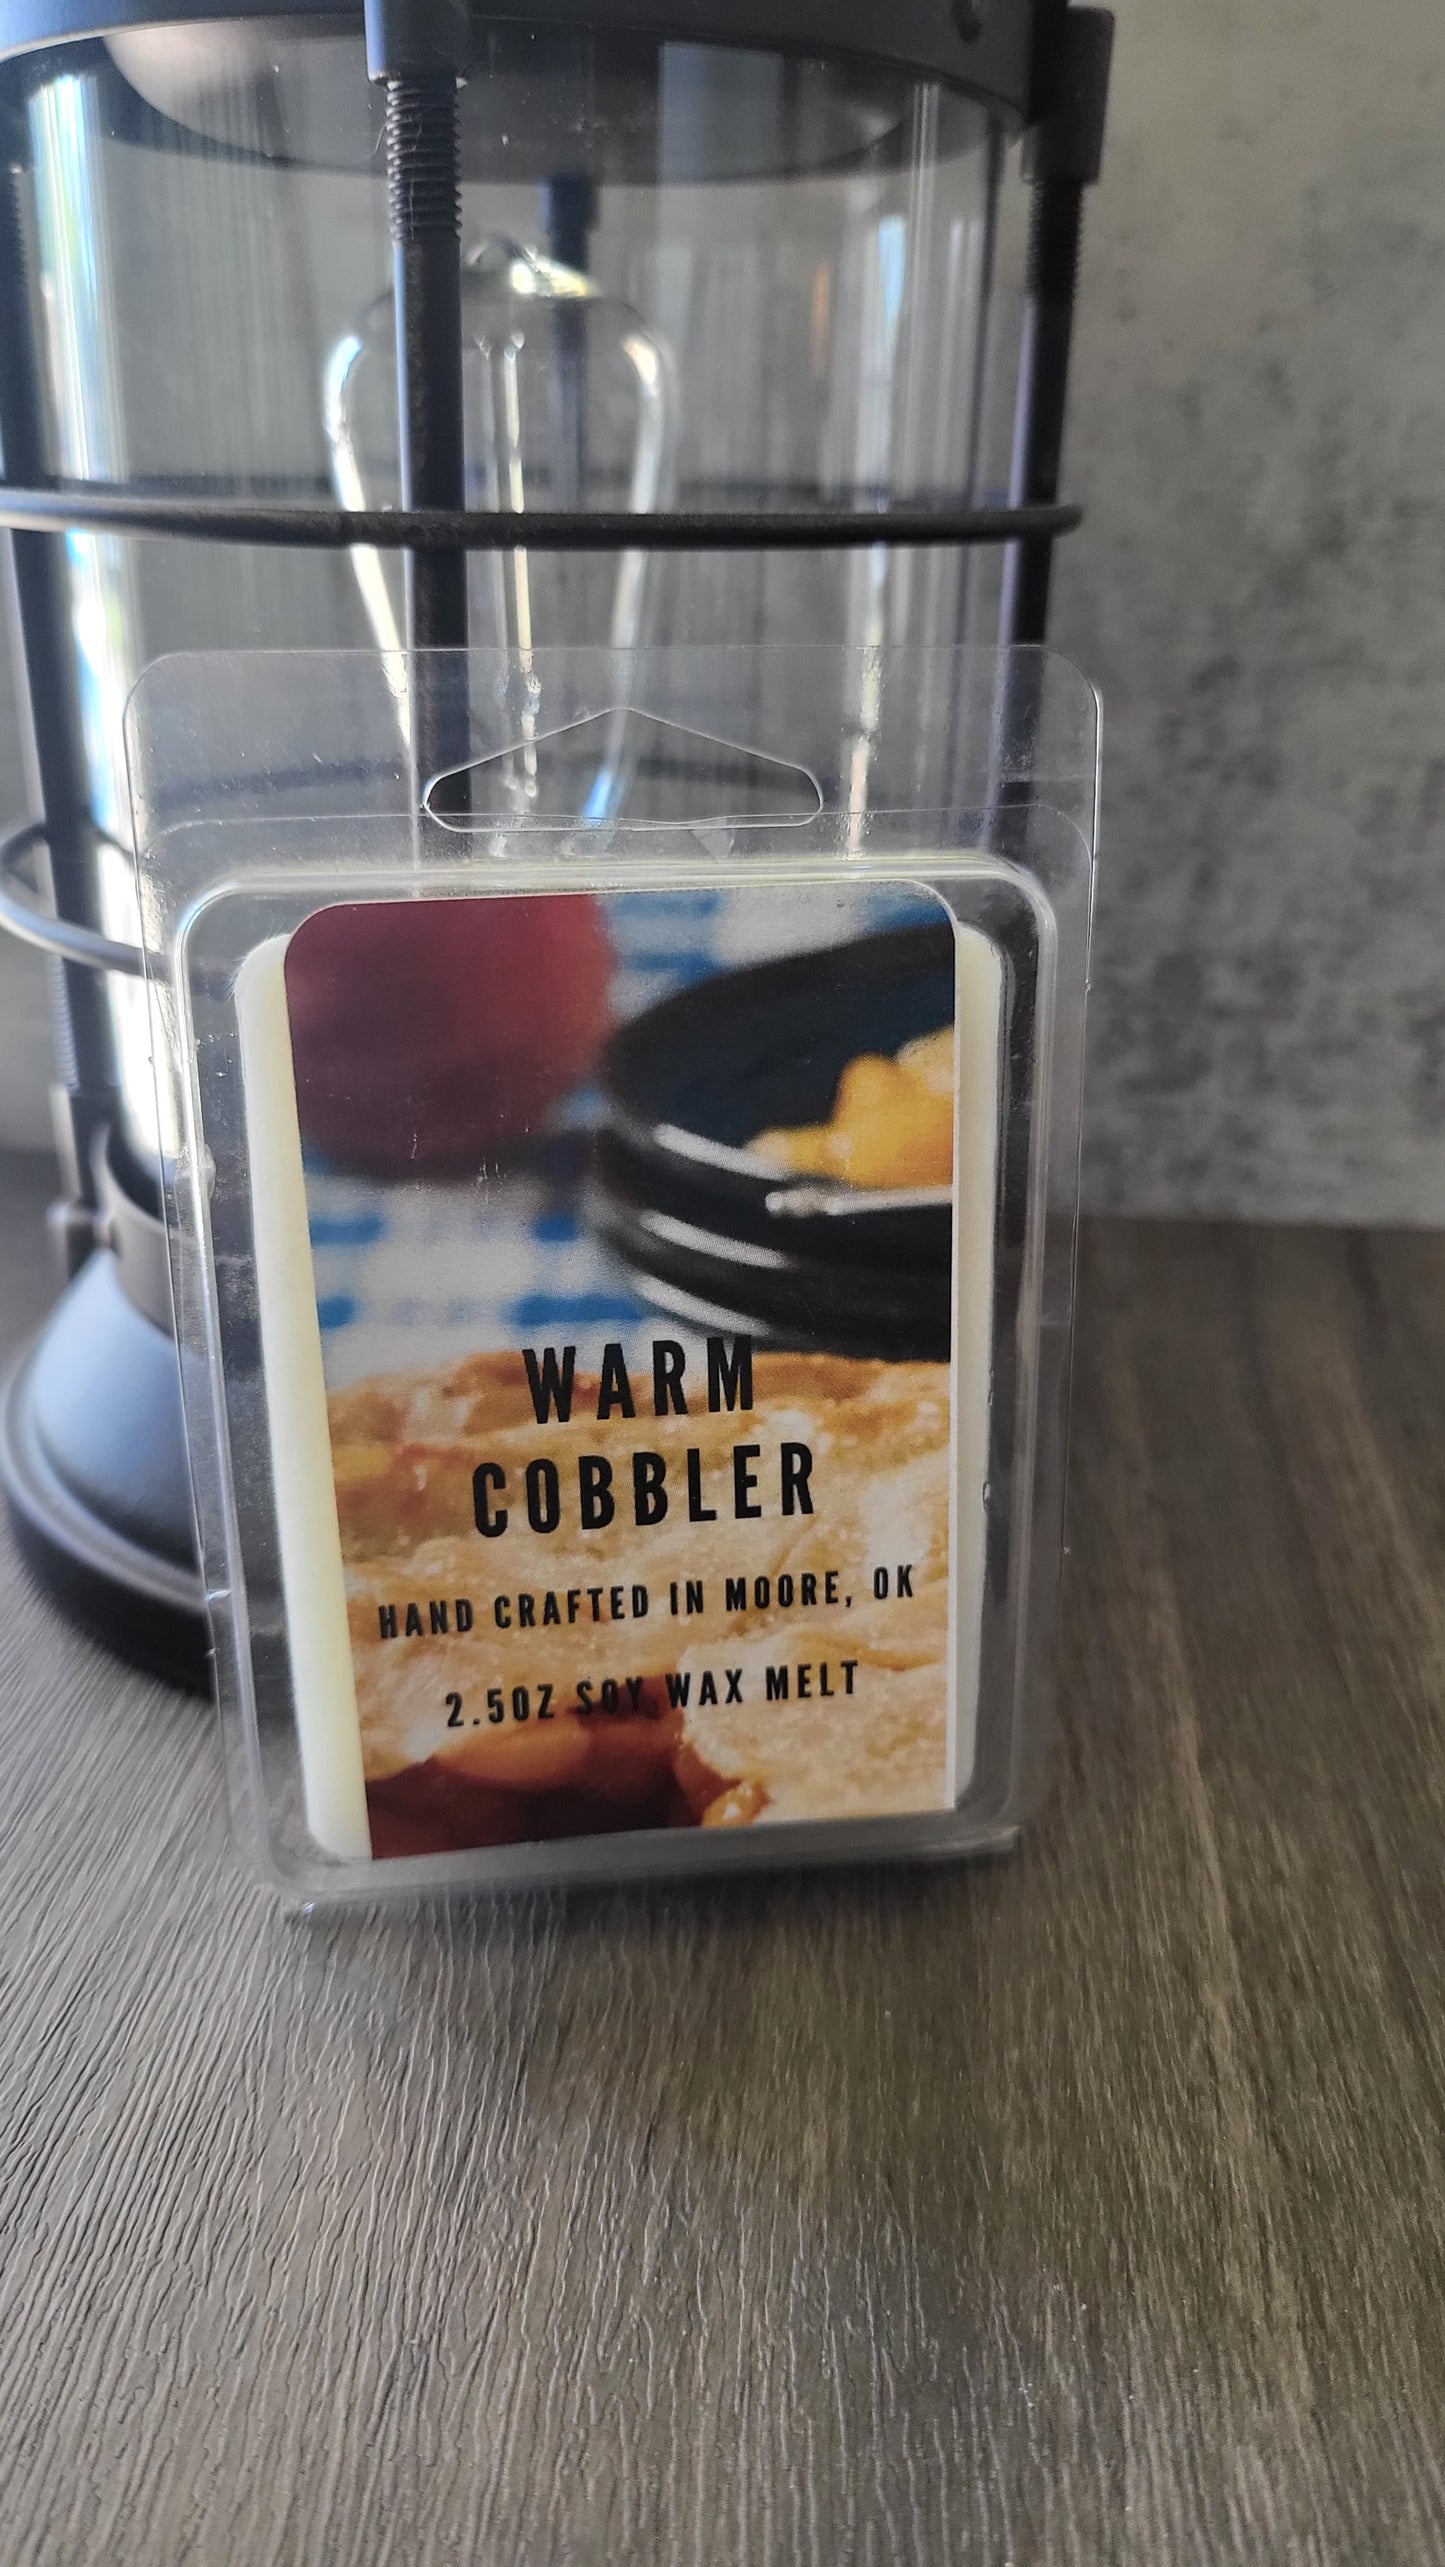 WARM
COBBLER
HAND CRAFTED IN MOORE, OK
2.5OZ SOY WAX MELT